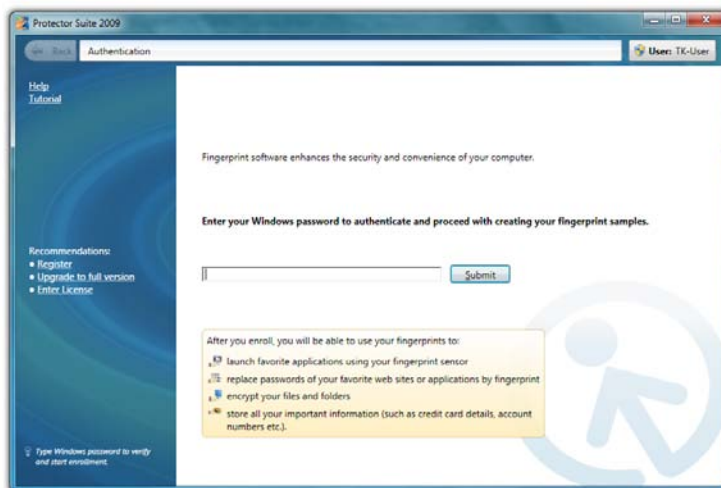 Protector Suite 2009
Back
Authentication
User: TK-User
Help
Tutorial
Fingerprint software enhances the security and convenience of your computer.
Enter your Windows password to authenticate and proceed with creating your fingerprint samples.
Recommendations:
• Register
• Upgrade to full version
• Enter License
Submit
After you enroll, you will be able to use your fingerprints to:
launch favorite applications using your fingerprint sensor
replace passwords of your favorite web sites or applications by fingerprint
encrypt your files and folders
store all your important information (such as credit card details, account
numbers etc.).
Type Windows password to verify
and start enrollment.